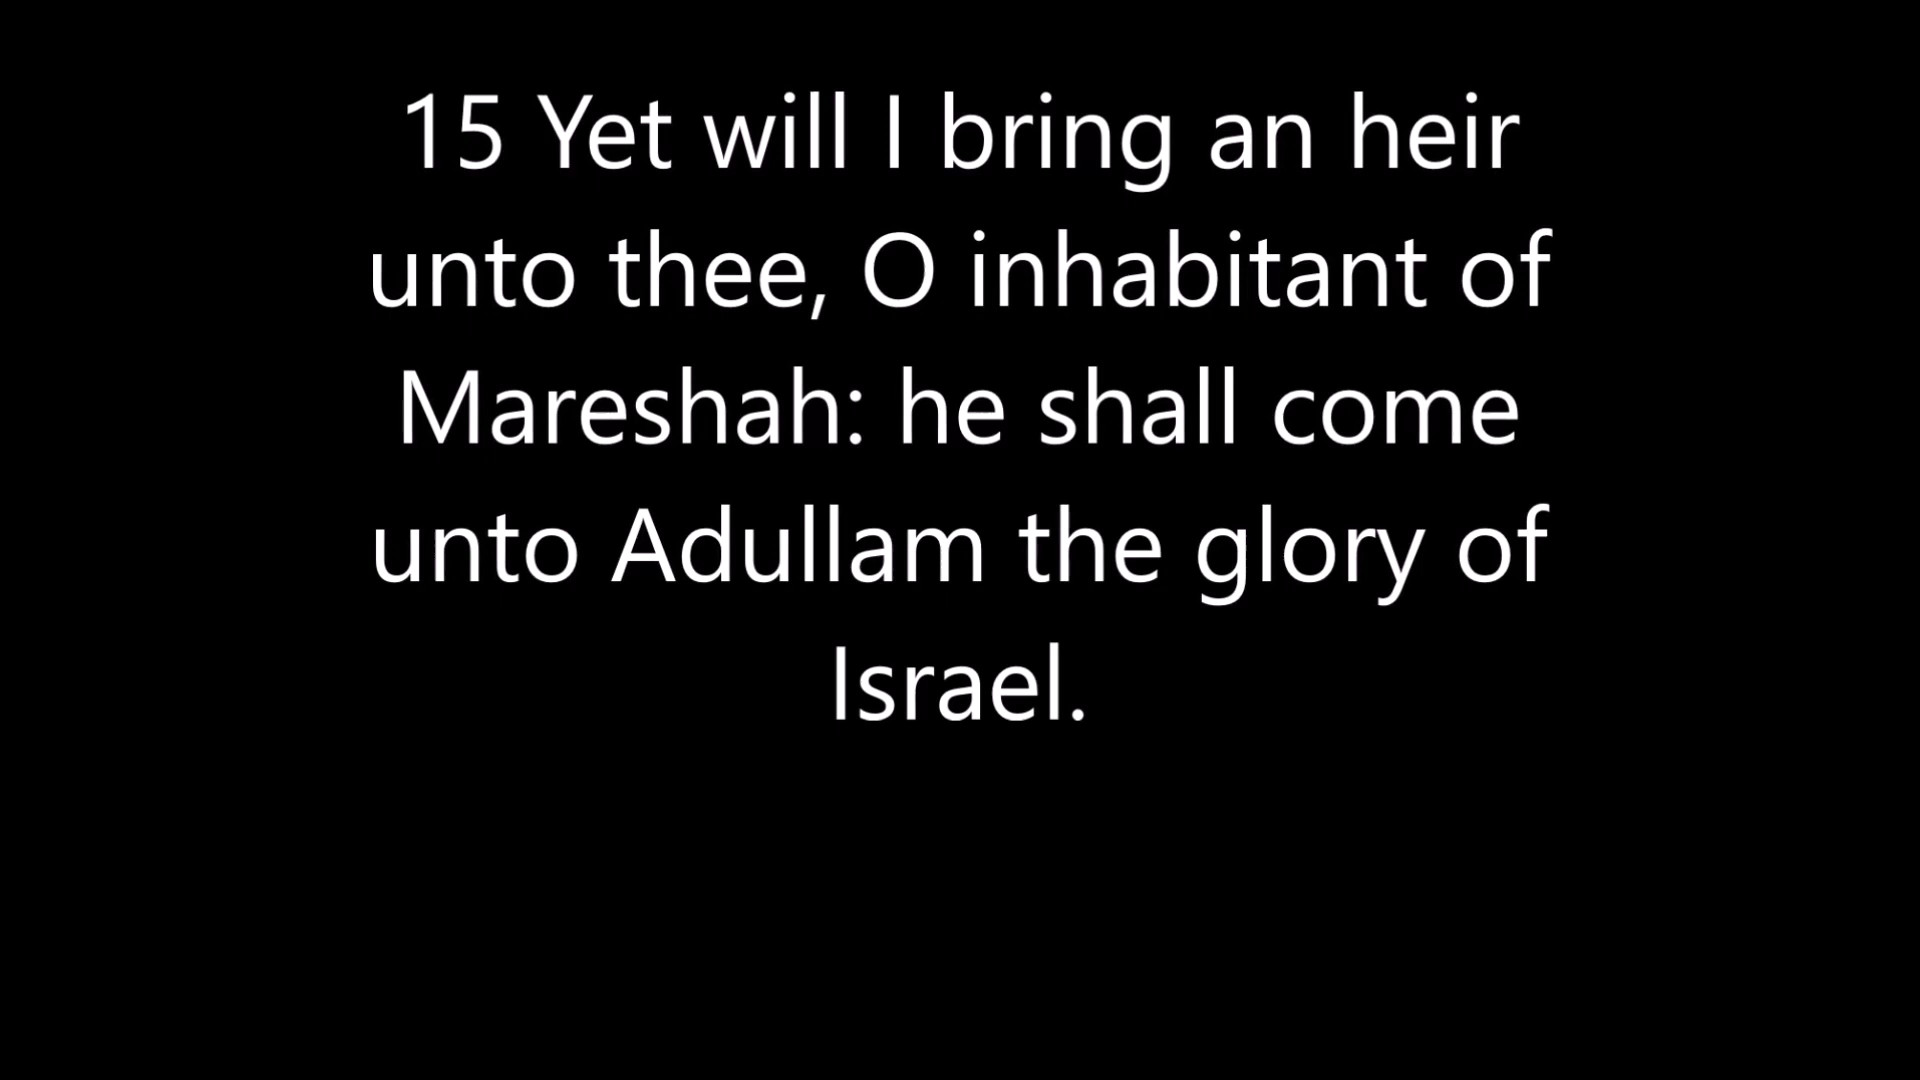 15 Yet will I bring an heir
unto thee, O inhabitant of
Mareshah: he shall come
unto Adullam the glory of
Israel.